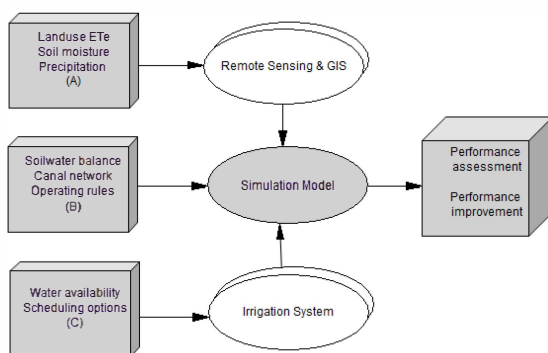 Landuse ETe
Soil moisture
Precipitation
(A)
Remote Sensing & GIS
Soilwater balance
Canal network
Operating rules
(B)
Simulation Model
Performance
assessment
Performance
improvement
Water availability
Scheduling options
(C)
Irrigation System